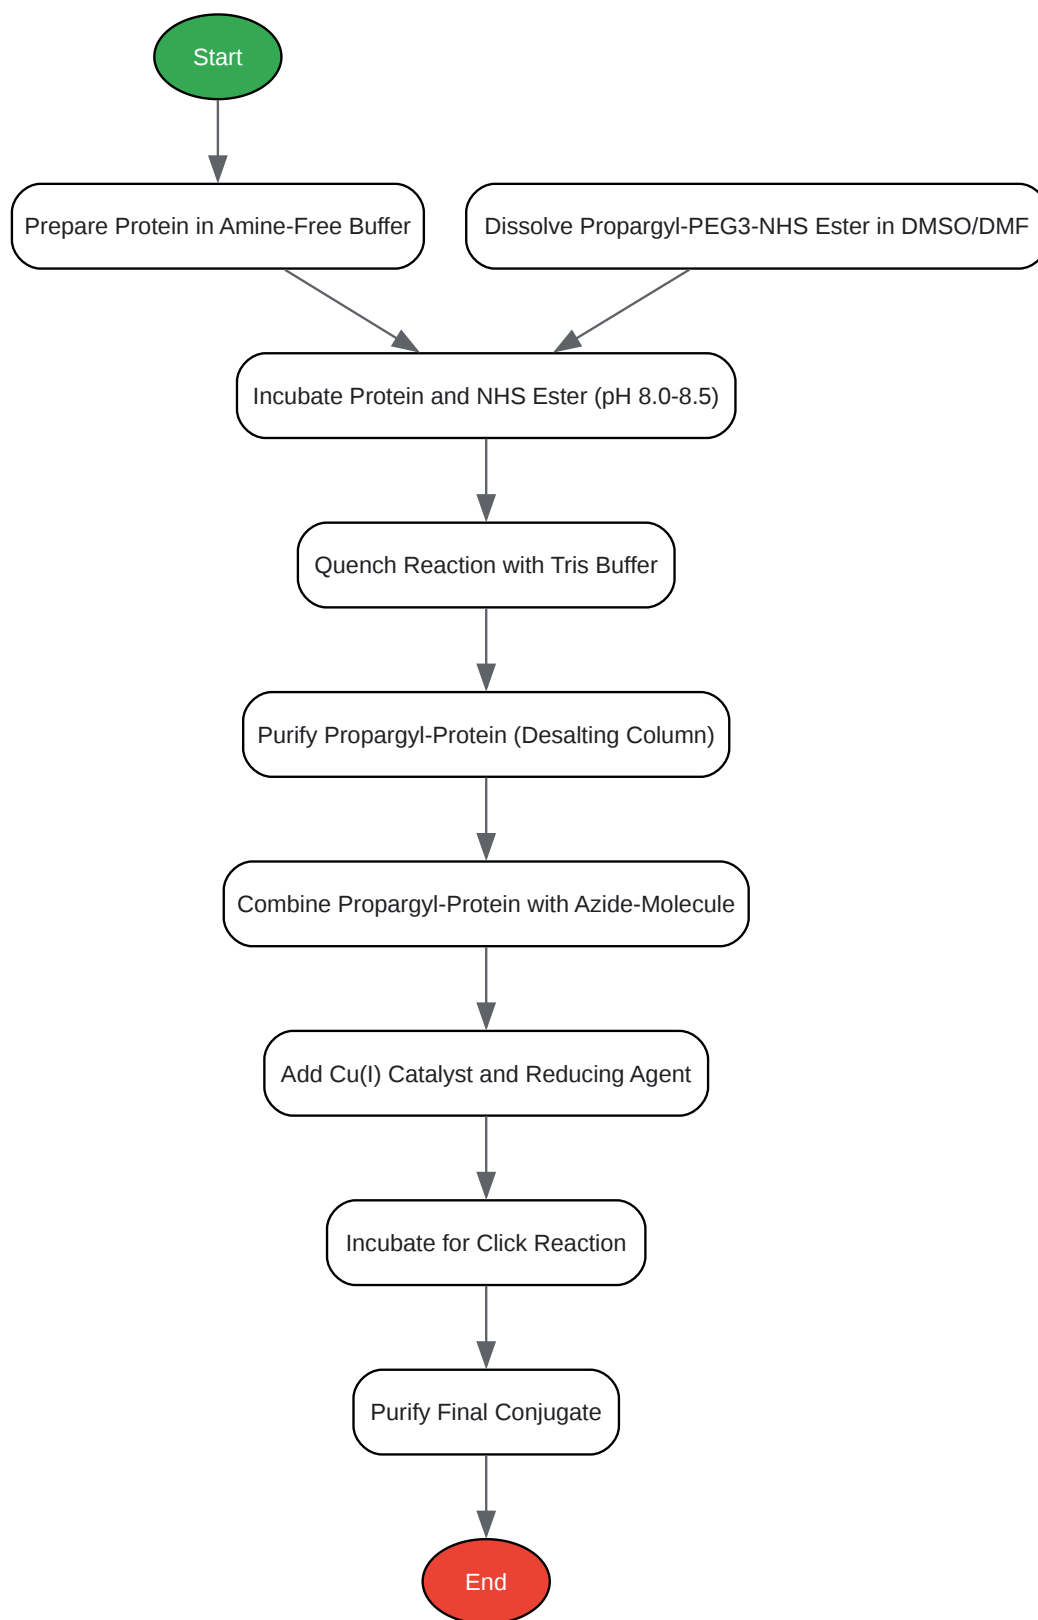 Start
Prepare Protein in Amine-Free Buffer
Dissolve Propargyl-PEG3-NHS Ester in DMSO/DMF
Incubate Protein and NHS Ester (pH 8.0-8.5)
Quench Reaction with Tris Buffer
Purify Propargyl-Protein (Desalting Column)
Combine Propargyl-Protein with Azide-Molecule
Add Cu(I) Catalyst and Reducing Agent
Incubate for Click Reaction
Purify Final Conjugate
End